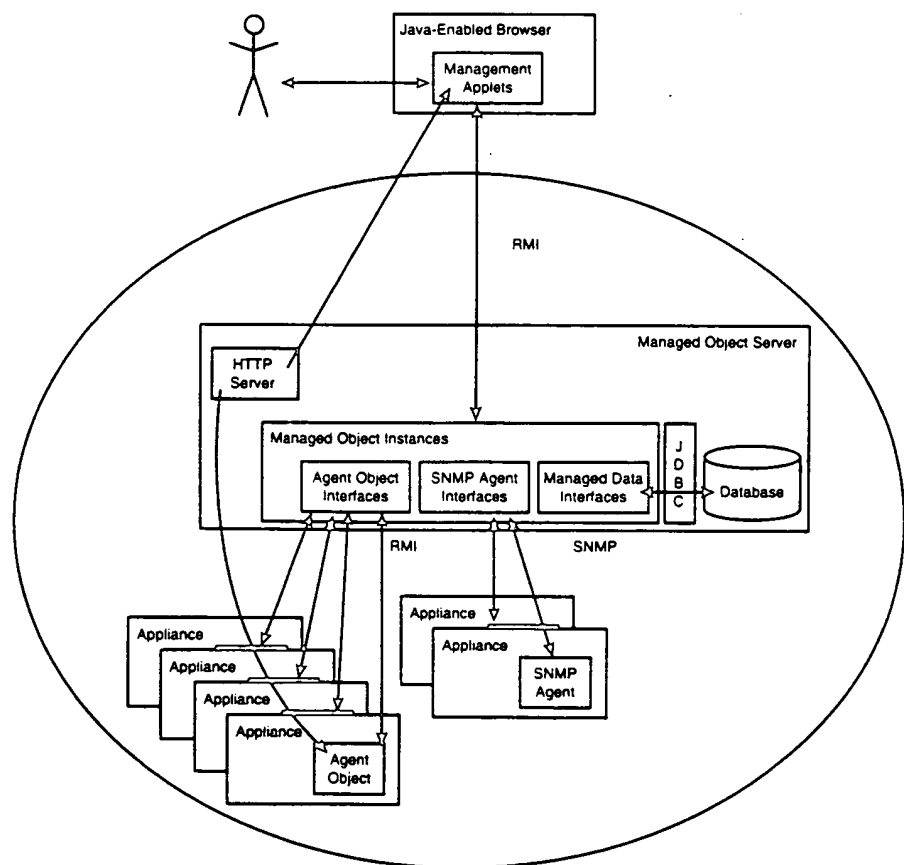 Java-Enabled Browser
Management
Applets
RMI
Managed Object Server
HTTP
Server
Managed Object Instances
Agent Object
Interfaces
SNMP Agent
Interfaces
Managed Data
Interfaces
J
D
B
C
Database
RMI
SNMP
Appliance
Appliance
Appliance
Appliance
Agent
Object
Appliance
Appliance
SNMP
Agent